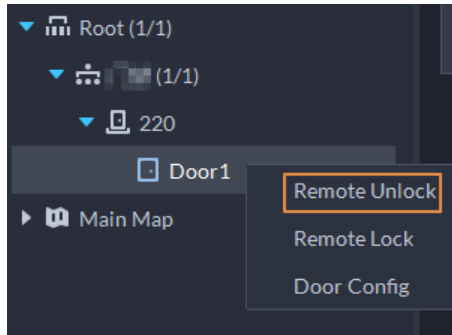 Root (1/1)
(1/1)
220
Door1
Remote Unlock
Main Map
Remote Lock
Door Config